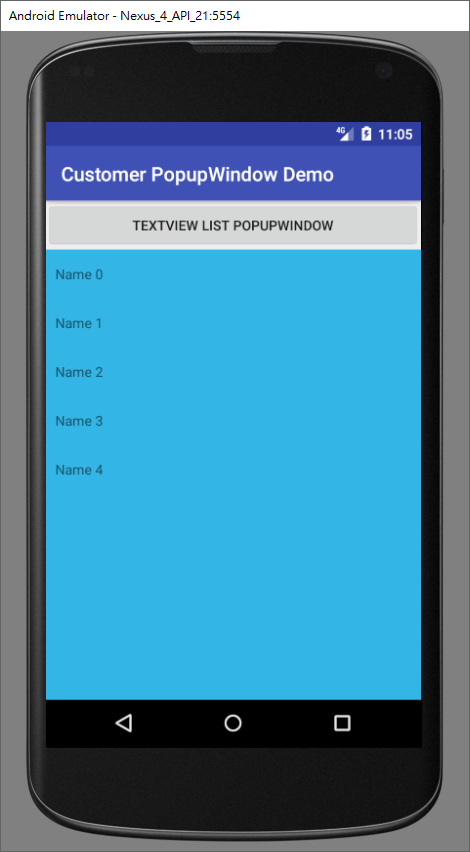 Android Emulator - Nexus_4_API_21:5554
4G 11:05
Customer PopupWindow Demo
TEXTVIEW LIST POPUPWINDOW
Name 0
Name 1
Name 2
Name 3
Name 4